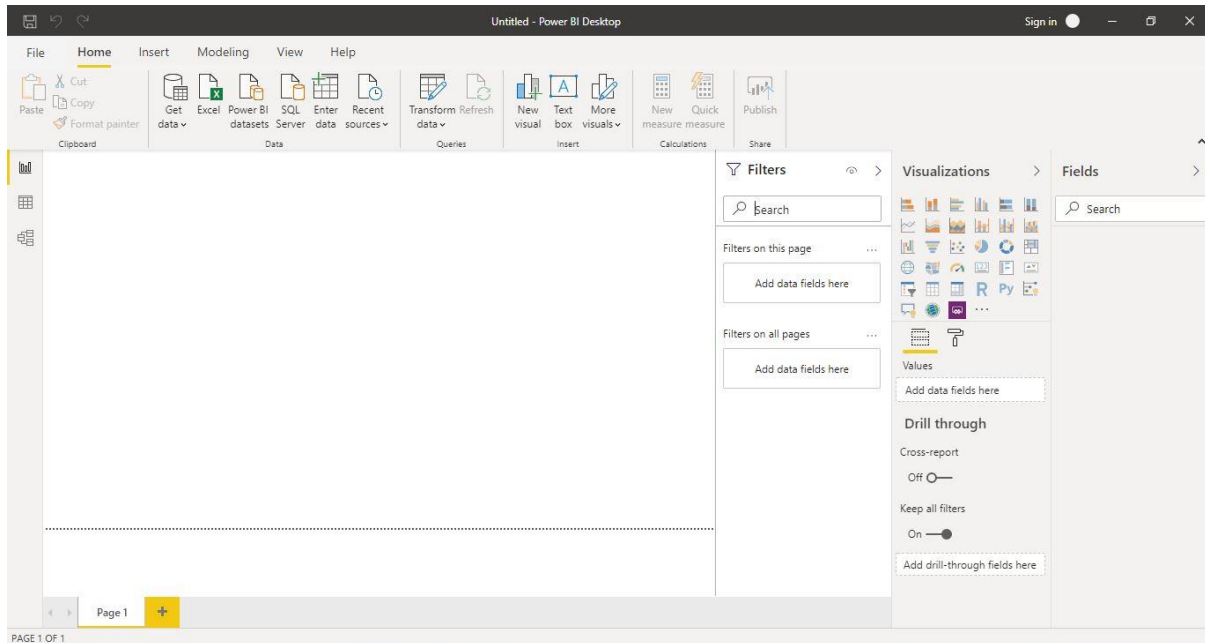 Untitled - Power BI Desktop
Sign in
File Home Insert Modeling View Help
Paste
Cut
Copy
Format painter
Clipboard
Get data
Excel
Power BI datasets
SQL Server
Enter data
Recent sources
Data
Transform data
Refresh
Queries
New visual
Text box
More visuals
Insert
New measure
Quick measure
Calculations
Publish
Share
Filters
Search
Filters on this page ...
Add data fields here
Filters on all pages ...
Add data fields here
Visualizations
R Py
...
Values
Add data fields here
Drill through
Cross-report
Off
Keep all filters
On
Add drill-through fields here
Fields
Search
Page 1
+
PAGE 1 OF 1